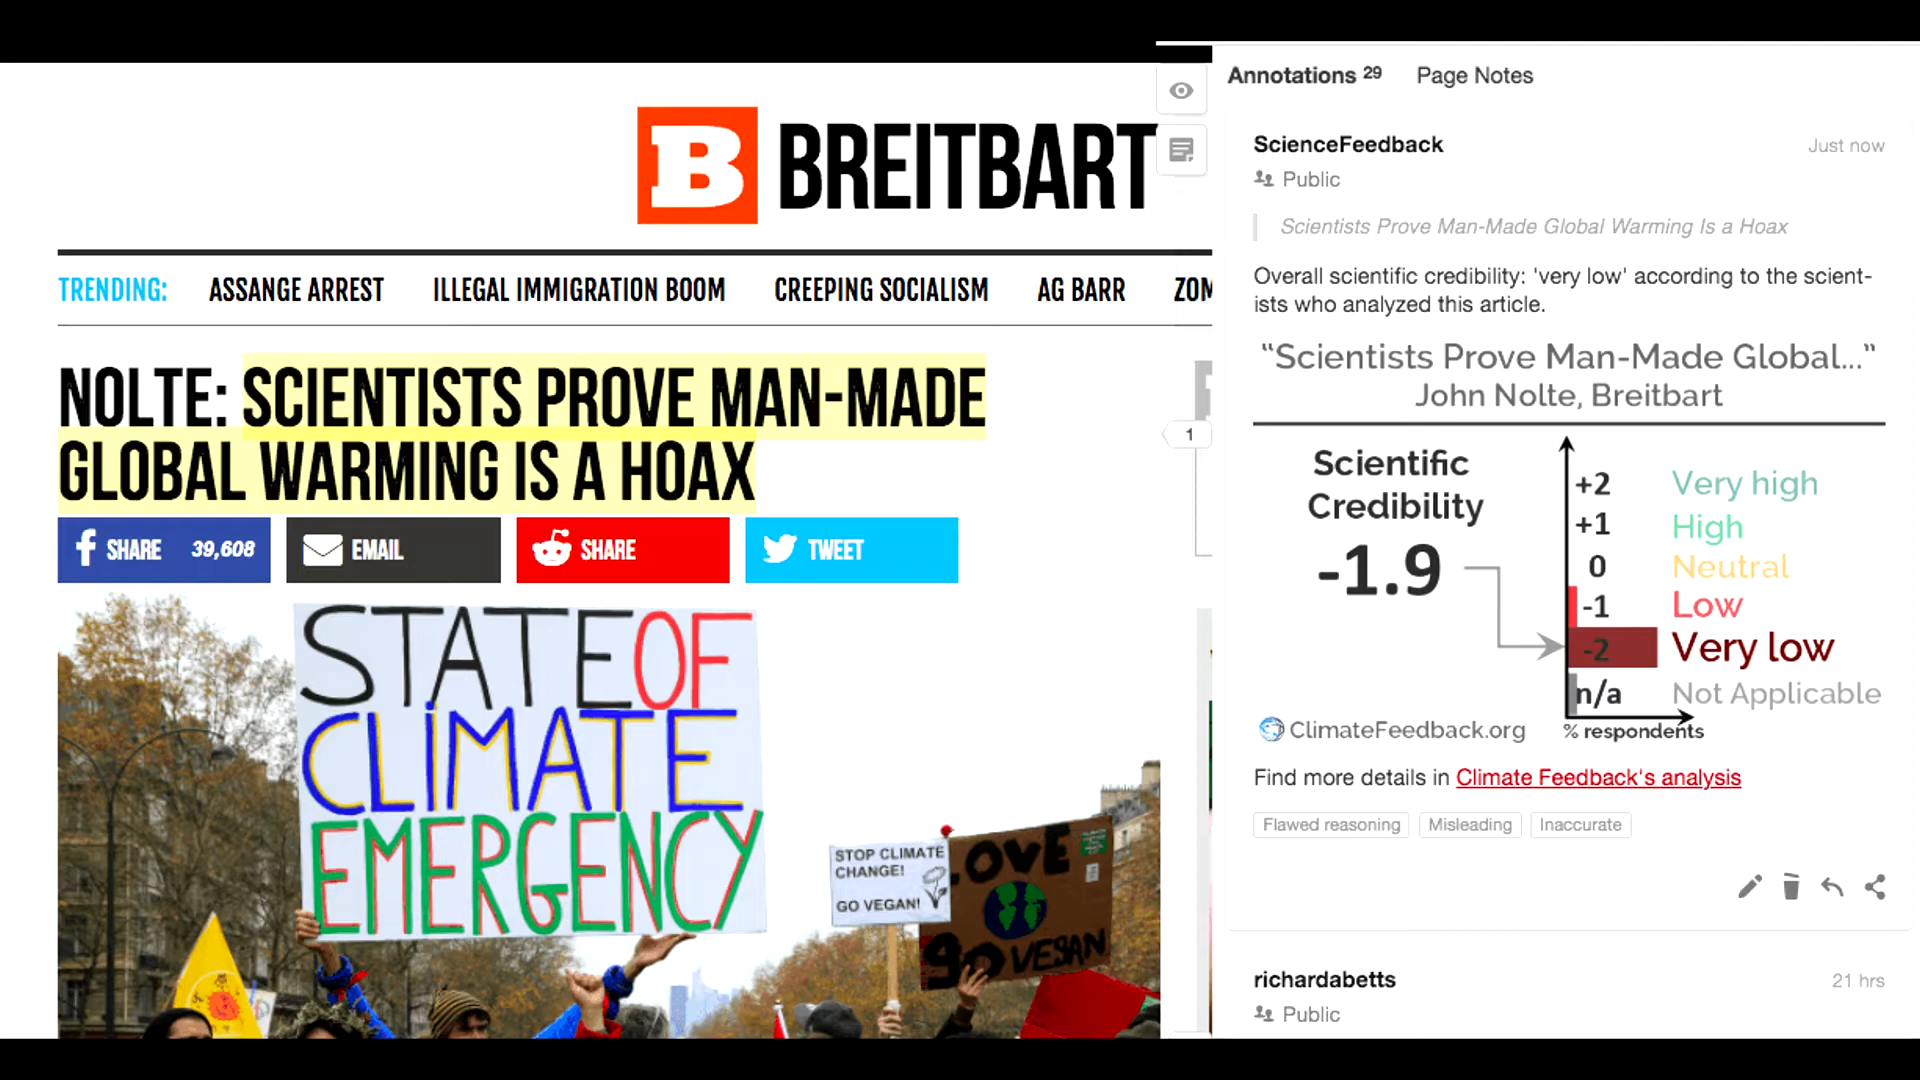 B BREITBART
TRENDING: ASSANGE ARREST ILLEGAL IMMIGRATION BOOM CREEPING SOCIALISM AG BARR
NOLTE: SCIENTISTS PROVE MAN-MADE
GLOBAL WARMING IS A HOAX
f SHARE 39,608 EMAIL SHARE TWEET
STATE OF
CLIMATE
EMERGENCY
STOP CLIMATE
CHANGE!
GO VEGAN!
LOVE
GO VEGAN
1
Annotations 29 Page Notes
ScienceFeedback Just now
Public
Scientists Prove Man-Made Global Warming Is a Hoax
Overall scientific credibility: 'very low' according to the scient-
ists who analyzed this article.
“Scientists Prove Man-Made Global...”
John Nolte, Breitbart
Scientific
Credibility
-1.9
+2 Very high
+1 High
0 Neutral
-1 Low
-2 Very low
n/a Not Applicable
ClimateFeedback.org % respondents
Find more details in Climate Feedback's analysis
Flawed reasoning Misleading Inaccurate
richardabetts 21 hrs
Public